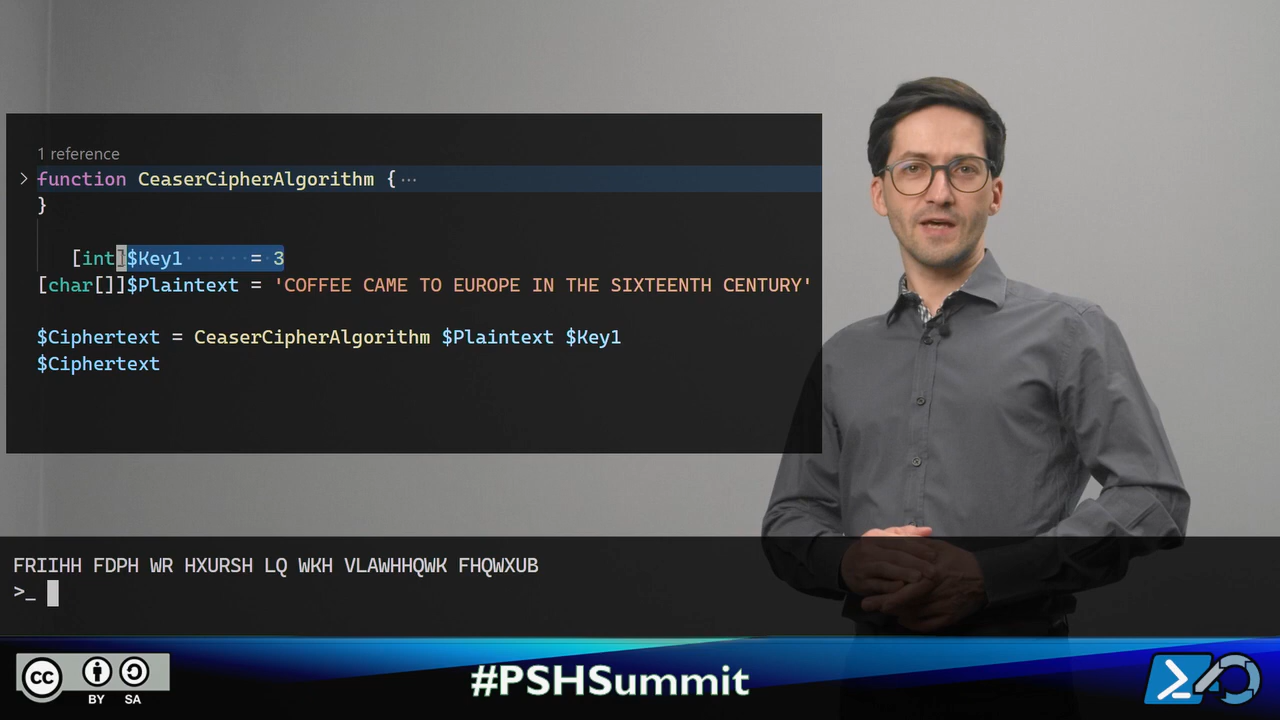 1 reference
> function CeaserCipherAlgorithm {···
}
[int]$Key1 ······ = · 3
[char[]]$Plaintext = 'COFFEE CAME TO EUROPE IN THE SIXTEENTH CENTURY'
$Ciphertext = CeaserCipherAlgorithm $Plaintext $Key1
$Ciphertext
FRIIHH FDPH WR HXURSH LQ WKH VLAWHHQWK FHQWXUB
>_
cc
BY SA
#PSHSummit